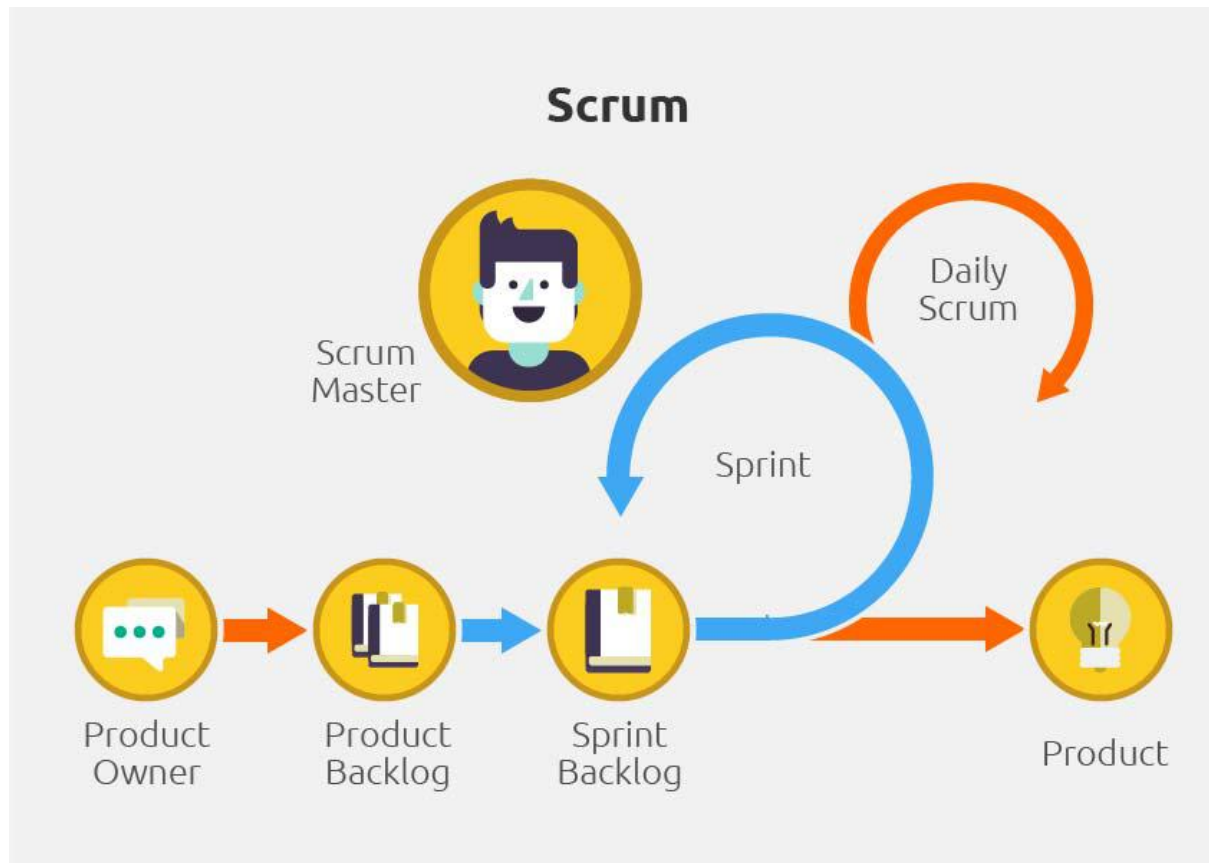 Scrum
Daily
Scrum
Scrum
Master
Sprint
Product
Owner
Product
Backlog
Sprint
Backlog
Product